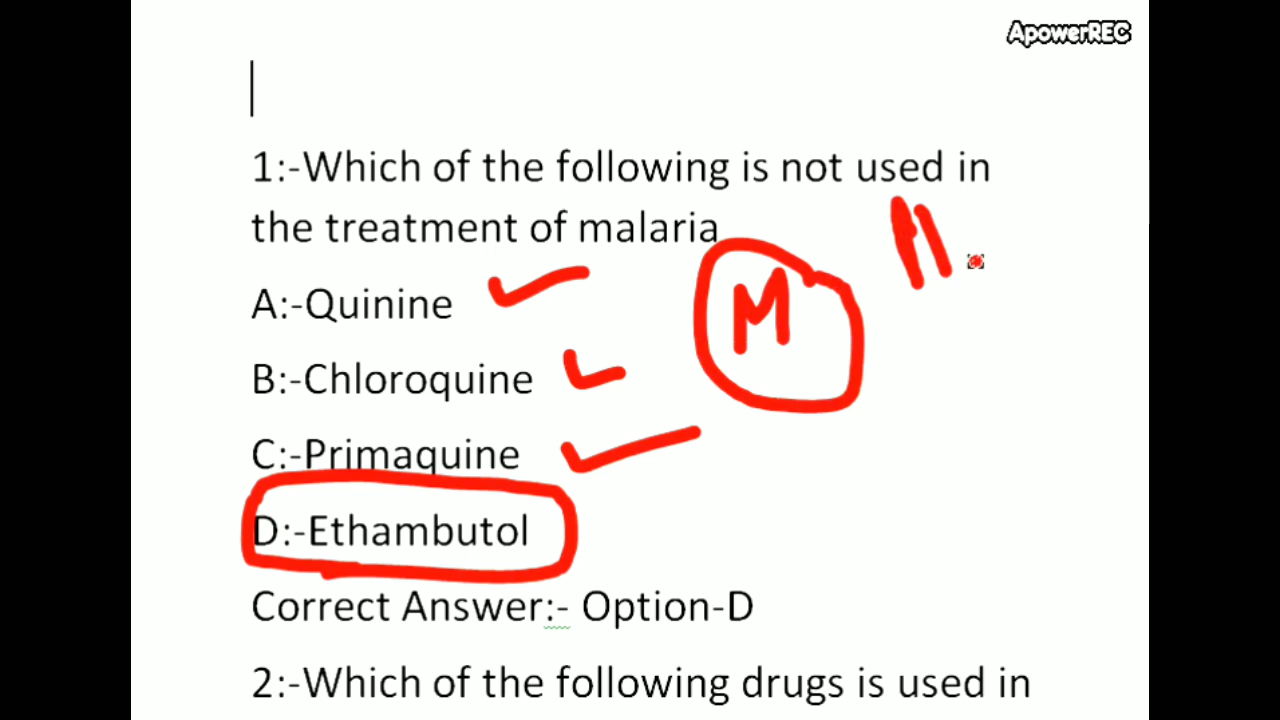 ApowerREC
1:-Which of the following is not used in
the treatment of malaria
A:-Quinine
B:-Chloroquine
M
C:-Primaquine
D:-Ethambutol
Correct Answer:- Option-D
2:-Which of the following drugs is used in